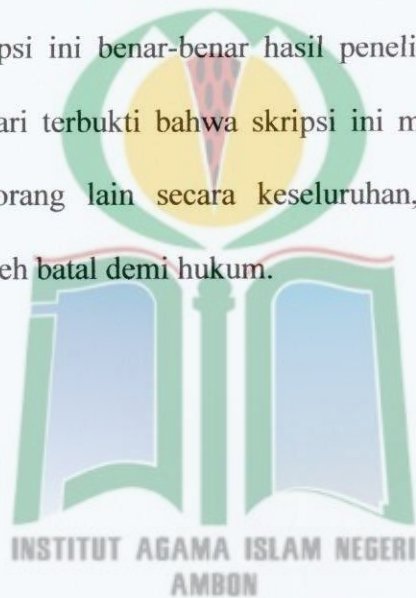 psi ini benar-benar hasil peneli
ari terbukti bahwa skripsi ini m
orang lain secara keseluruhan,
eh batal demi hukum.
INSTITUT AGAMA ISLAM NEGERI
AMBON